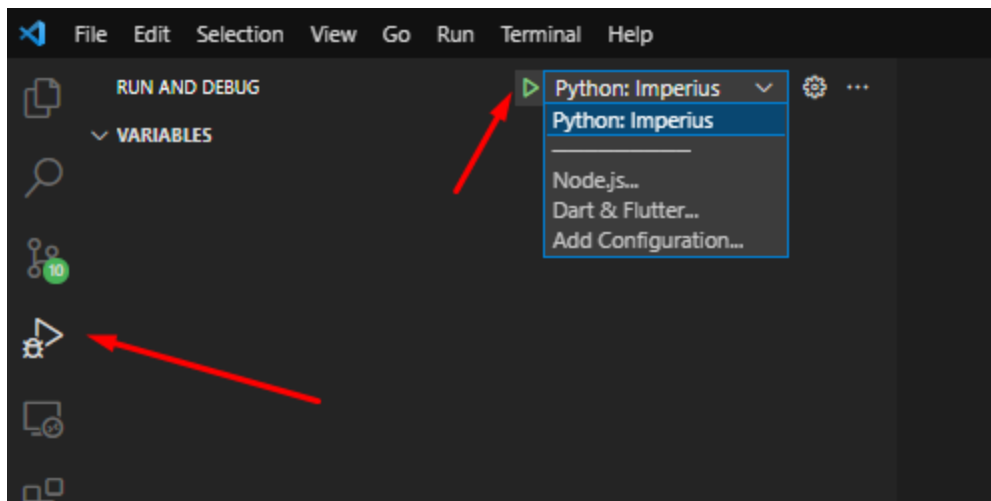 File Edit Selection View Go Run Terminal Help
RUN AND DEBUG
Python: Imperius
Python: Imperius
VARIABLES
Node.js...
Dart & Flutter...
Add Configuration...
10